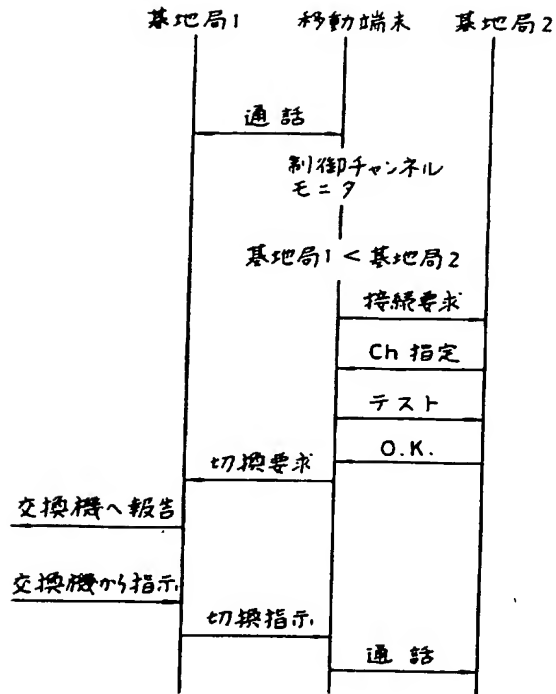 基地局1 移動端末 基地局2
通話
制御チャンネル
モニタ
基地局1 < 基地局2
接続要求
Ch 指定
テスト
O.K.
切換要求
交換機へ報告
交換機から指示
切換指示
通話